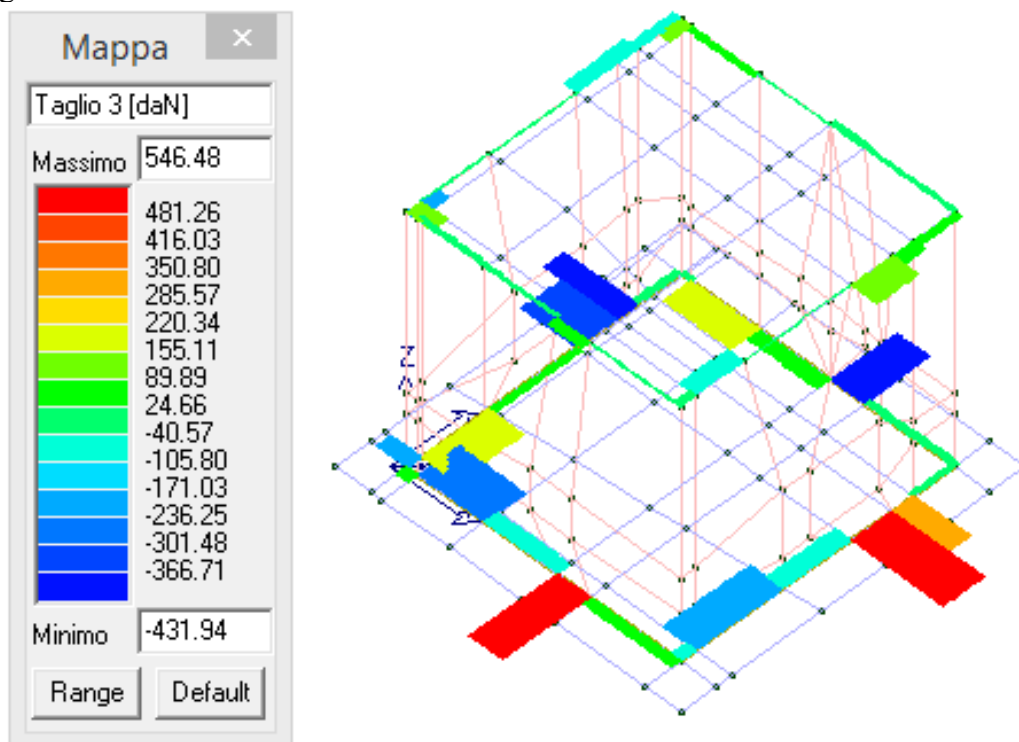 Mappa
Taglio 3 [daN]
Massimo 546.48
481.26
416.03
350.80
285.57
220.34
155.11
89.89
24.66
-40.57
-105.80
-171.03
-236.25
-301.48
-366.71
Minimo -431.94
Range Default
Z